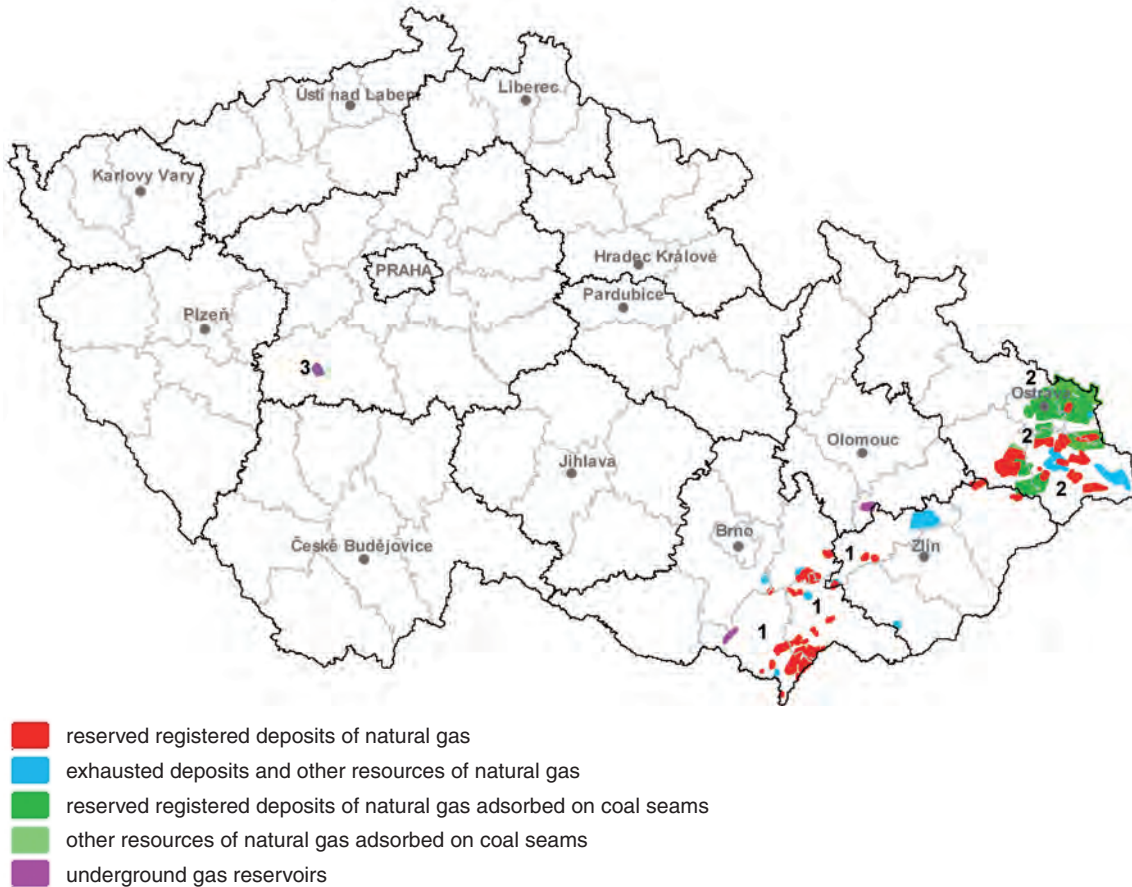 Ústí nad Labem
Liberec
Karlovy Vary
PRAHA
Hradec Králové
Pardubice
Plzeň
3
2
Ostrava
2
Olomouc
Jihlava
2
Brno
České Budějovice
1
Zlín
1
1
reserved registered deposits of natural gas
exhausted deposits and other resources of natural gas
reserved registered deposits of natural gas adsorbed on coal seams
other resources of natural gas adsorbed on coal seams
underground gas reservoirs